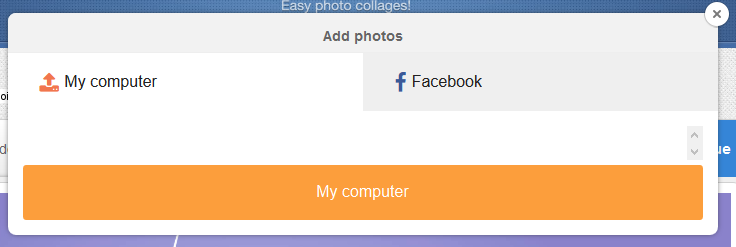 Easy photo collages!
Add photos
My computer
Facebook
My computer